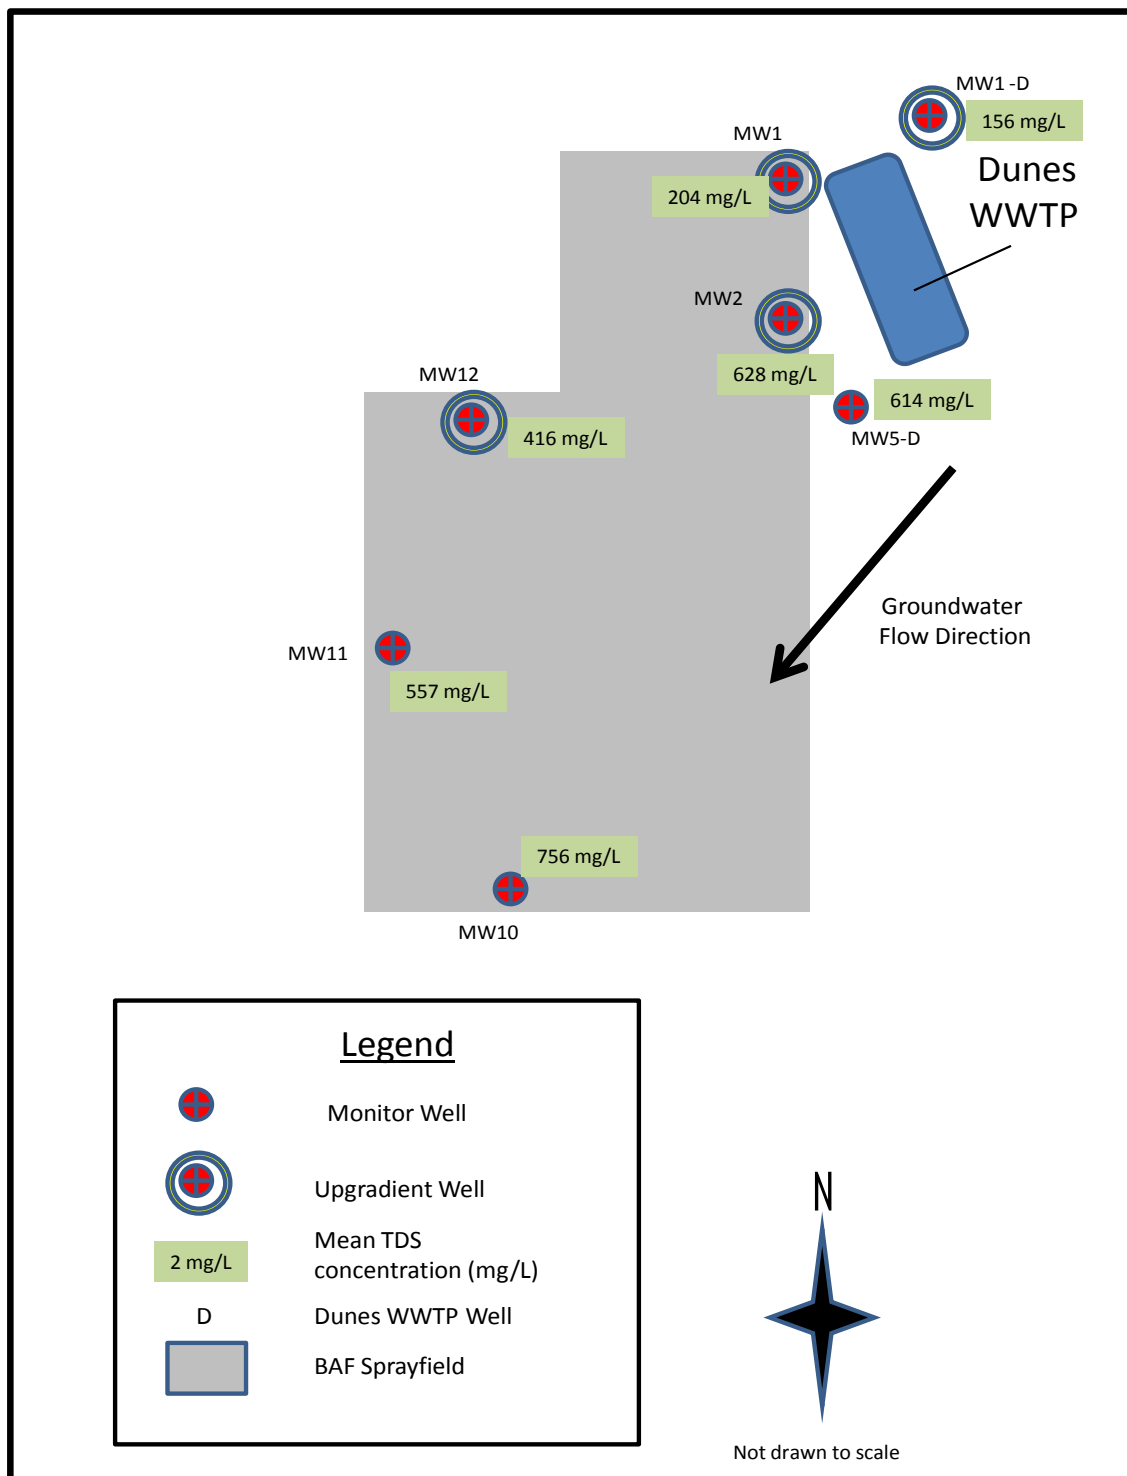 MW1 -D
156 mg/L
MW1
204 mg/L
Dunes
WWTP
MW2
628 mg/L
MW12
416 mg/L
614 mg/L
MW5-D
Groundwater
Flow Direction
MW11
557 mg/L
756 mg/L
MW10
Legend
Monitor Well
Upgradient Well
2 mg/L
Mean TDS
concentration (mg/L)
D
Dunes WWTP Well
BAF Sprayfield
N
Not drawn to scale